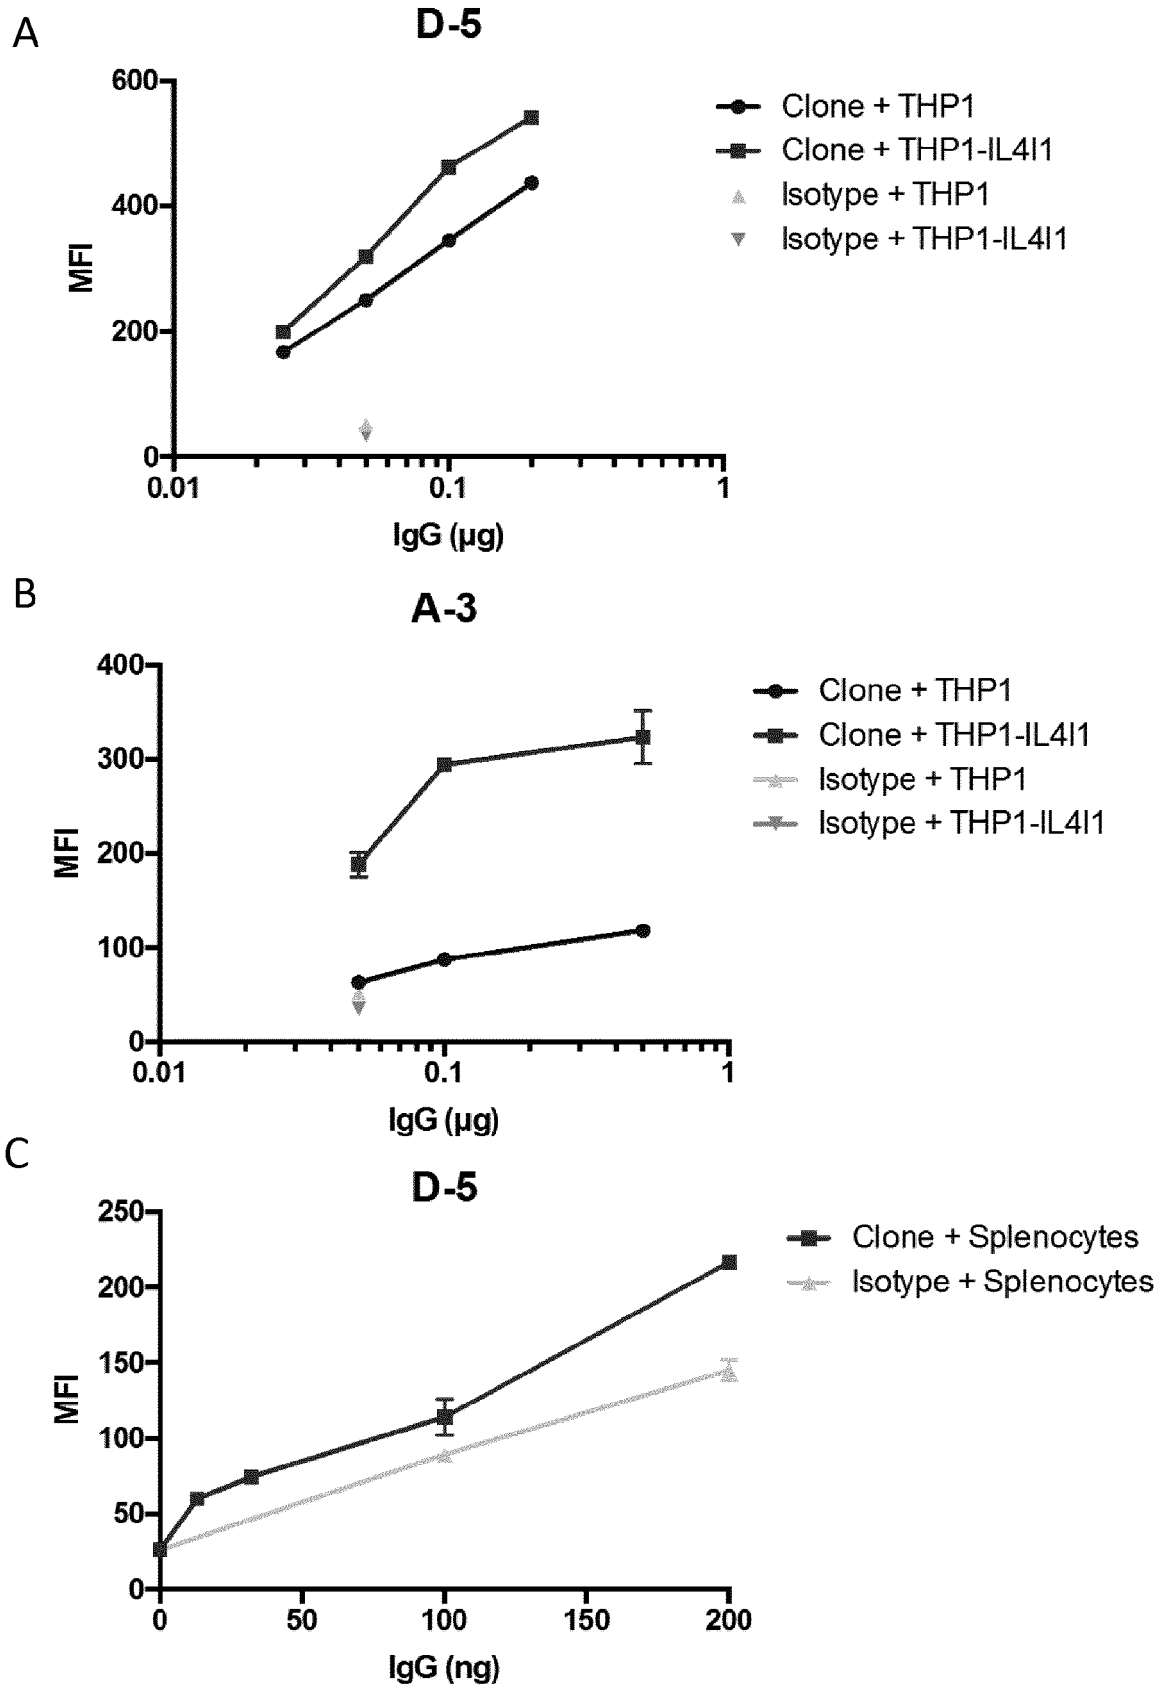 A
D-5
600
400
200
0
MFI
0.01
0.1
1
IgG (µg)
Clone + THP1
Clone + THP1-IL4I1
Isotype + THP1
Isotype + THP1-IL4I1
B
A-3
400
300
200
100
0
MFI
0.01
0.1
1
IgG (µg)
Clone + THP1
Clone + THP1-IL4I1
Isotype + THP1
Isotype + THP1-IL4I1
C
D-5
250
200
150
100
50
0
MFI
0
50
100
150
200
IgG (ng)
Clone + Splenocytes
Isotype + Splenocytes